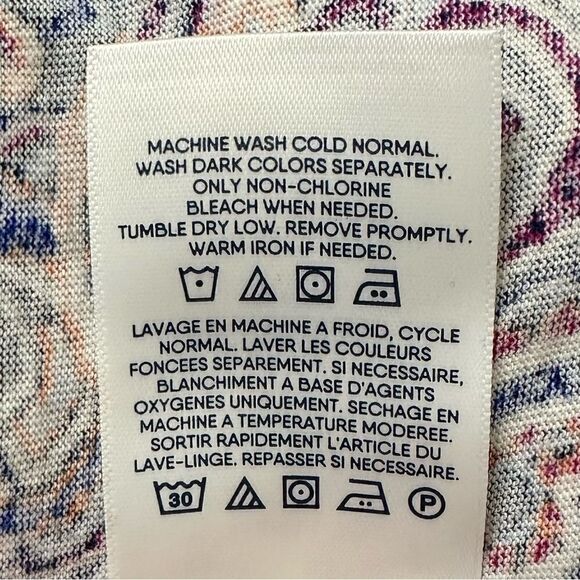 MACHINE WASH COLD NORMAL.
WASH DARK COLORS SEPARATELY.
ONLY NON-CHLORINE
BLEACH WHEN NEEDED.
TUMBLE DRY LOW. REMOVE PROMPTLY.
WARM IRON IF NEEDED.
LAVAGE EN MACHINE A FROID, CYCLE
NORMAL. LAVER LES COULEURS
FONCEES SEPAREMENT. SI NECESSAIRE,
BLANCHIMENT A BASE D'AGENTS
OXYGENES UNIQUEMENT. SECHAGE EN
MACHINE A TEMPERATURE MODEREE.
SORTIR RAPIDEMENT L'ARTICLE DU
LAVE-LINGE. REPASSER SI NECESSAIRE.
30 P